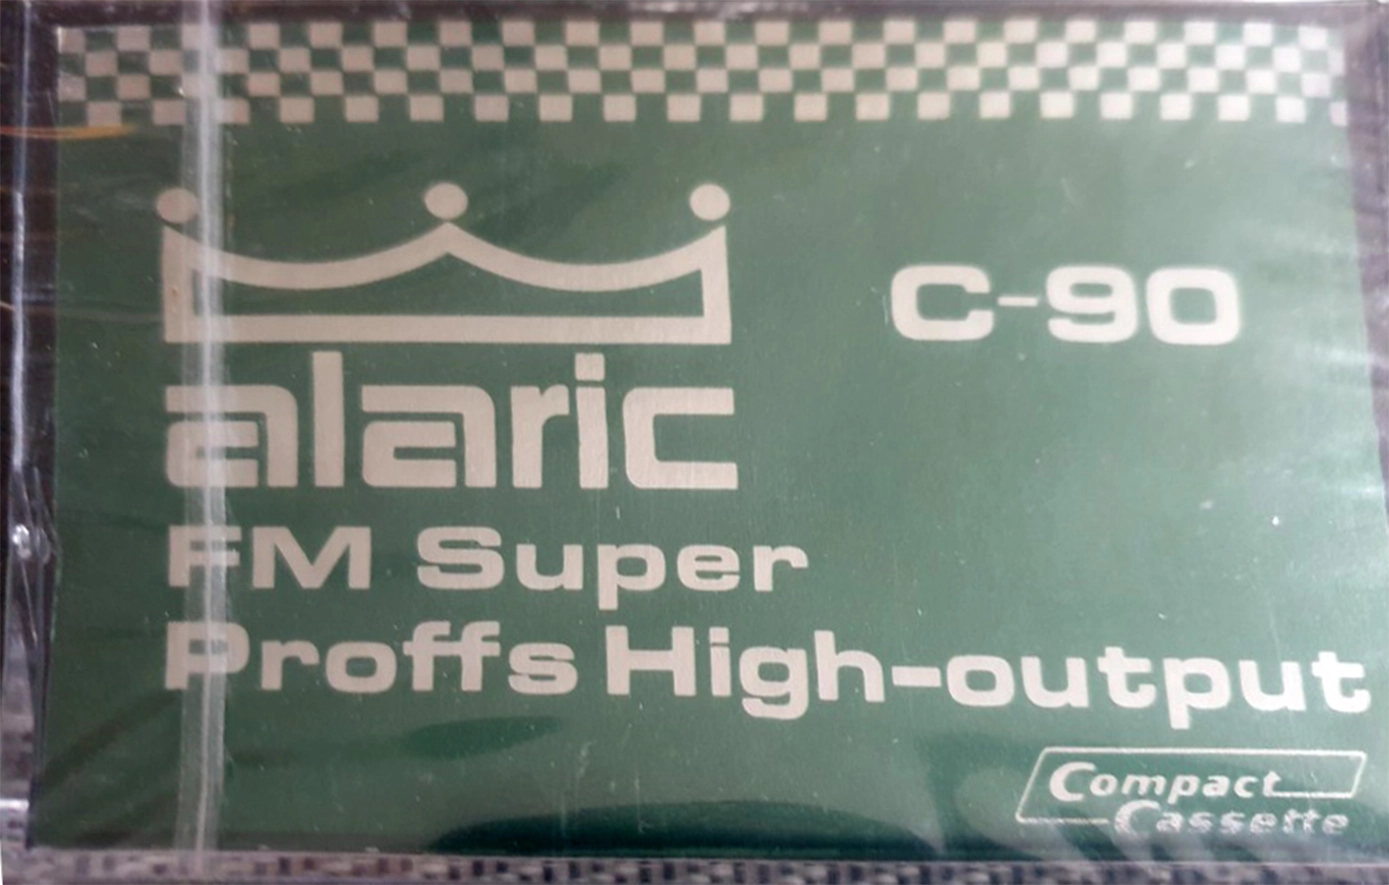 C-90
alaric
FM Super
Proffs High-output
Compact
Cassette